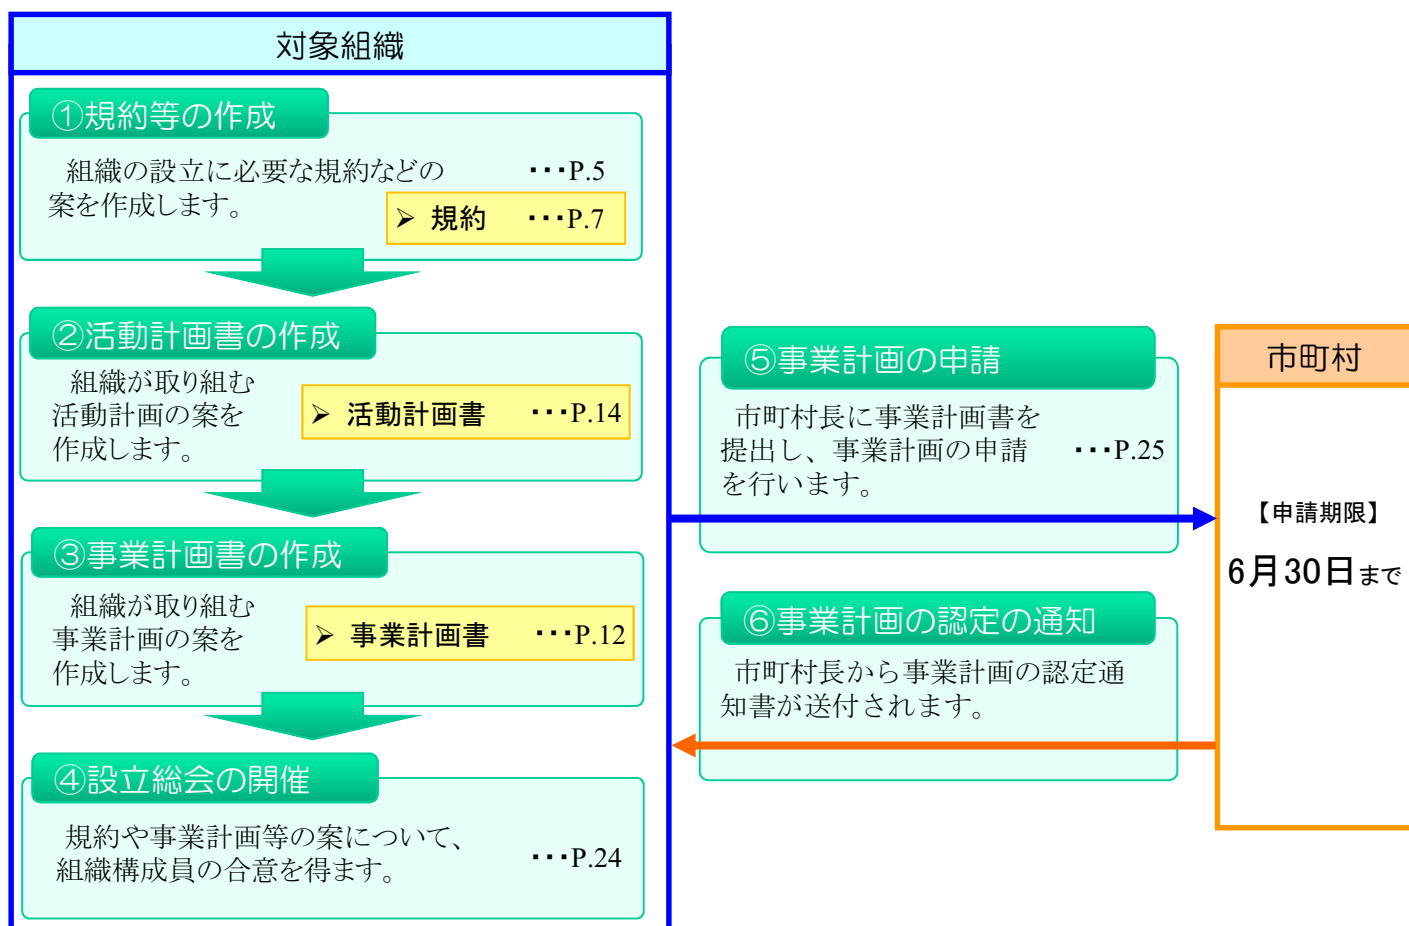 対象組織
①規約等の作成
組織の設立に必要な規約などの ・・・P.5
案を作成します。
➢ 規約 ・・・P.7
②活動計画書の作成
組織が取り組む
活動計画の案を
作成します。
➢ 活動計画書 ・・・P.14
③事業計画書の作成
組織が取り組む
事業計画の案を
作成します。
➢ 事業計画書 ・・・P.12
④設立総会の開催
規約や事業計画等の案について、
組織構成員の合意を得ます。
・・・P.24
⑤事業計画の申請
市町村長に事業計画書を
提出し、事業計画の申請 ・・・P.25
を行います。
⑥事業計画の認定の通知
市町村長から事業計画の認定通
知書が送付されます。
市町村
【申請期限】
6月30日まで